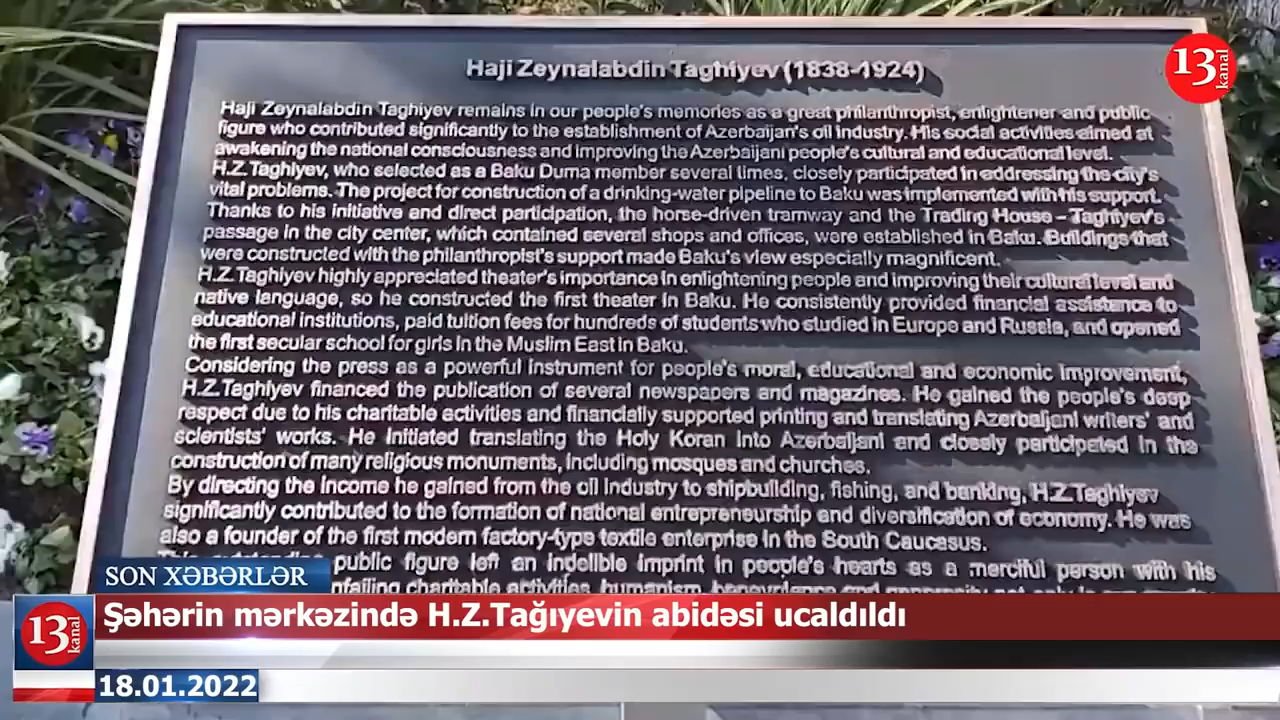 Haji Zeynalabdin Taghiyev (1838-1924)
13 kanal
Haji Zeynalabdin Taghiyev remains in our people's memories as a great philanthropist, enlightener and public
figure who contributed significantly to the establishment of Azerbaijan's oil industry. His social activities aimed at
awakening the national consciousness and improving the Azerbaijani people's cultural and educational level.
H.Z.Taghiyev, who selected as a Baku Duma member several times, closely participated in addressing the city's
vital problems. The project for construction of a drinking-water pipeline to Baku was implemented with his support.
Thanks to his initiative and direct participation, the horse-driven tramway and the Trading House – Taghiyev's
passage in the city center, which contained several shops and offices, were established in Baku. Buildings that
were constructed with the philanthropist's support made Baku's view especially magnificent.
H.Z.Taghiyev highly appreciated theater's importance in enlightening people and improving their cultural level and
native language, so he constructed the first theater in Baku. He consistently provided financial assistance to
educational institutions, paid tuition fees for hundreds of students who studied in Europe and Russia, and opened
the first secular school for girls in the Muslim East in Baku.
Considering the press as a powerful instrument for people's moral, educational and economic improvement,
H.Z.Taghiyev financed the publication of several newspapers and magazines. He gained the people's deep
respect due to his charitable activities and financially supported printing and translating Azerbaijani writers' and
scientists' works. He initiated translating the Holy Koran into Azerbaijani and closely participated in the
construction of many religious monuments, including mosques and churches.
By directing the income he gained from the oil industry to shipbuilding, fishing, and banking, H.Z.Taghiyev
significantly contributed to the formation of national entrepreneurship and diversification of economy. He was
also a founder of the first modern factory-type textile enterprise in the South Caucasus.
public figure left an indelible imprint in people's hearts as a merciful person with his
charitable activities, humanism, benevolence and generosity not only in
SON XƏBƏRLƏR
13 kanal
Şəhərin mərkəzində H.Z.Tağıyevin abidəsi ucaldıldı
18.01.2022